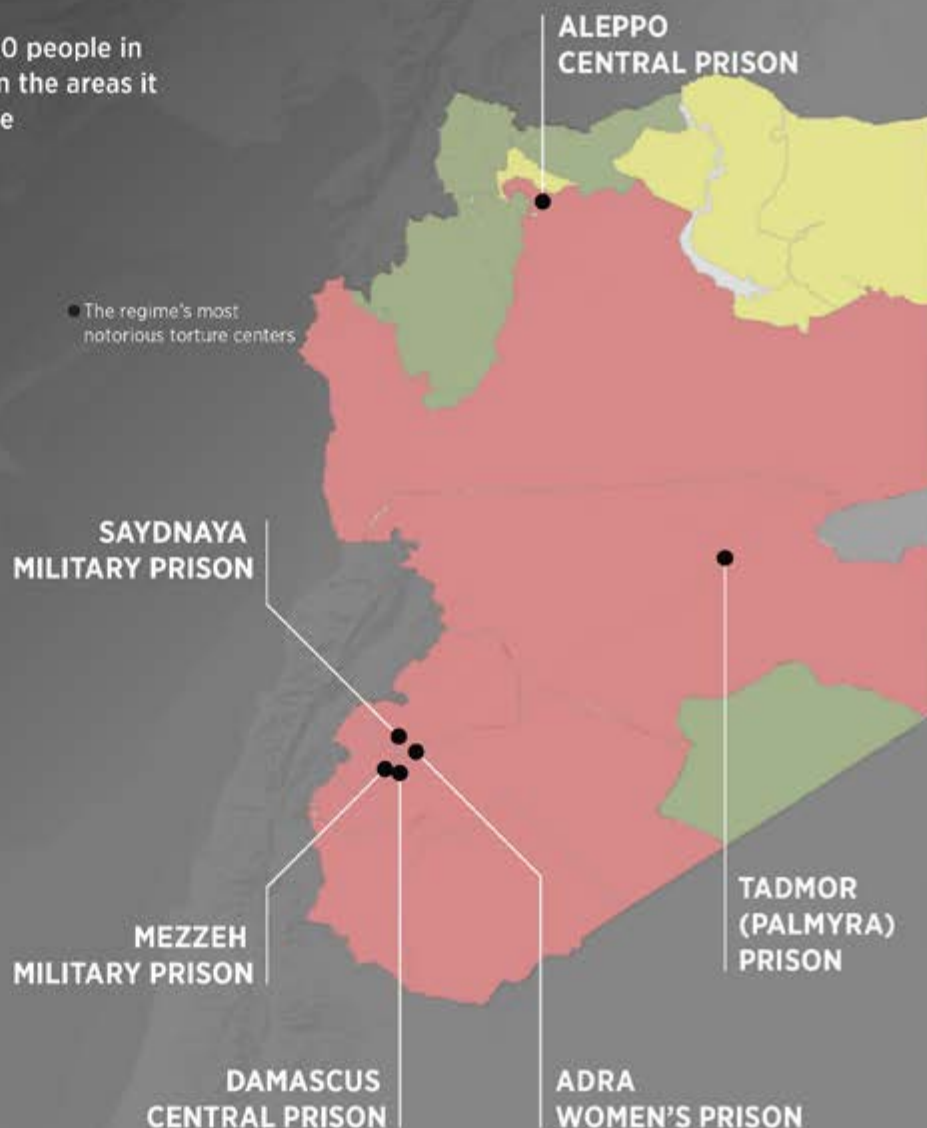 0 people in
n the areas it
e
ALEPPO
CENTRAL PRISON
The regime's most
notorious torture centers
SAYDNAYA
MILITARY PRISON
MEZZEH
MILITARY PRISON
TADMOR
(PALMYRA)
PRISON
DAMASCUS
CENTRAL PRISON
ADRA
WOMEN'S PRISON